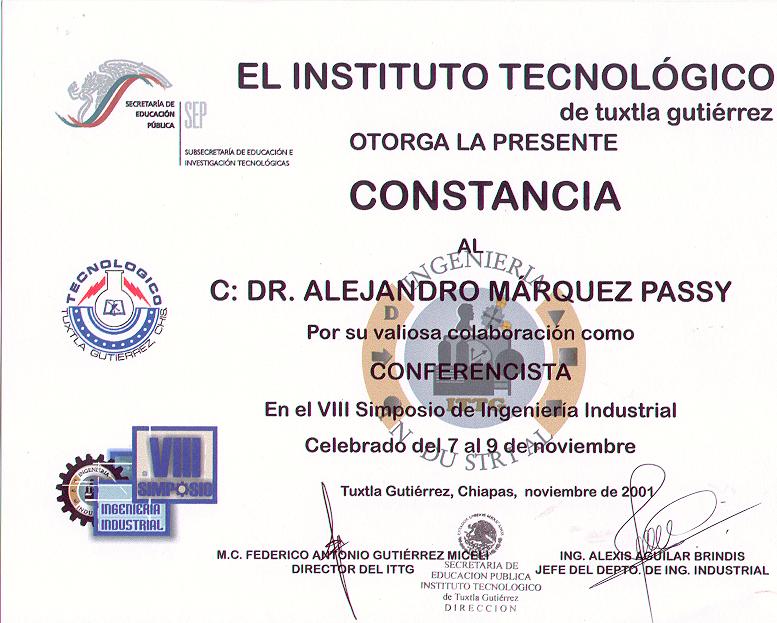 EL INSTITUTO TECNOLÓGICO
de tuxtla gutiérrez
SECRETARÍA DE
EDUCACIÓN
PÚBLICA
SEP
SUBSECRETARÍA DE EDUCACIÓN E
INVESTIGACIÓN TECNOLÓGICAS
OTORGA LA PRESENTE
CONSTANCIA
AL
C: DR. ALEJANDRO MÁRQUEZ PASSY
Por su valiosa colaboración como
CONFERENCISTA
En el VIII Simposio de Ingeniería Industrial
Celebrado del 7 al 9 de noviembre
INGENIERIA
D
ITTG
INDUSTRIAL
TECNOLOGICO
TUXTLA GUTIERREZ CHIS.
VIII
SIMPOSIO
INGENIERÍA
INDUSTRIAL
Tuxtla Gutiérrez, Chiapas, noviembre de 2001
M.C. FEDERICO ANTONIO GUTIÉRREZ MICELI
DIRECTOR DEL ITTG
SECRETARIA DE
EDUCACION PUBLICA
INSTITUTO TECNOLOGICO
de Tuxtla Gutiérrez
DIRECCION
ING. ALEXIS AGUILAR BRINDIS
JEFE DEL DEPTO. DE ING. INDUSTRIAL